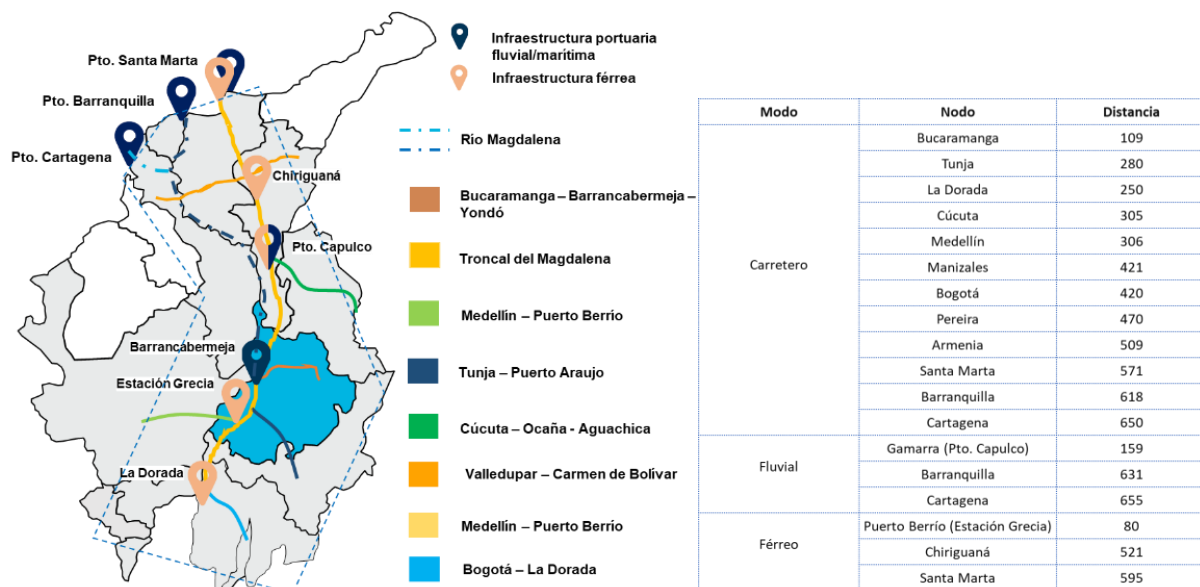 Pto. Santa Marta
Pto. Barranquilla
Pto. Cartagena
Chiriguaná
Pto. Capulco
Barrancabermeja
Estación Grecia
La Dorada
Infraestructura portuaria
fluvial/marítima
Infraestructura férrea
Río Magdalena
Bucaramanga – Barrancabermeja –
Yondó
Troncal del Magdalena
Medellín – Puerto Berrío
Tunja – Puerto Araujo
Cúcuta – Ocaña - Aguachica
Valledupar – Carmen de Bolívar
Medellín – Puerto Berrío
Bogotá – La Dorada
Modo Nodo Distancia
Carretero
Bucaramanga 109
Tunja 280
La Dorada 250
Cúcuta 305
Medellín 306
Manizales 421
Bogotá 420
Pereira 470
Armenia 509
Santa Marta 571
Barranquilla 618
Cartagena 650
Fluvial
Gamarra (Pto. Capulco) 159
Barranquilla 631
Cartagena 655
Férreo
Puerto Berrío (Estación Grecia) 80
Chiriguaná 521
Santa Marta 595